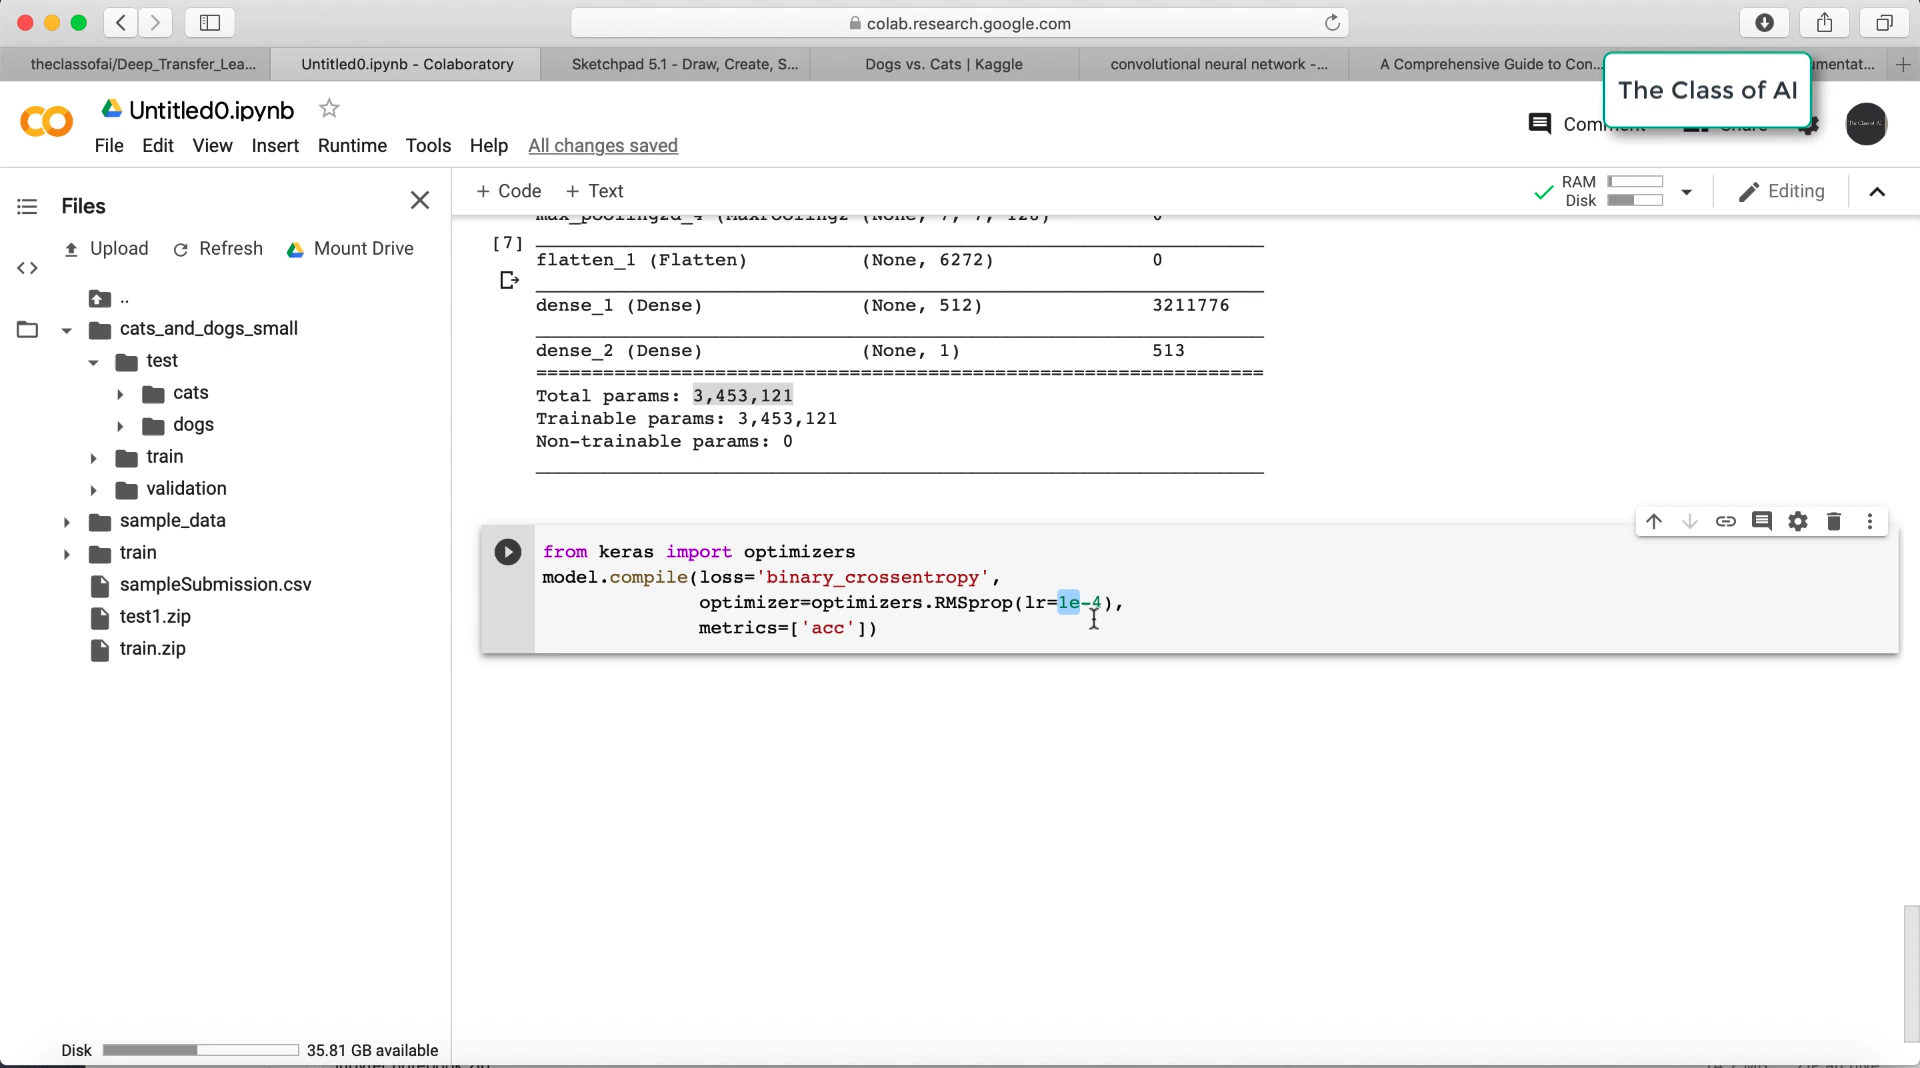 colab.research.google.com
theclassofai/Deep_Transfer_Lea...
Untitled0.ipynb - Colaboratory
Sketchpad 5.1 - Draw, Create, S...
Dogs vs. Cats | Kaggle
convolutional neural network -...
A Comprehensive Guide to Con...
The Class of AI
CO
Untitled0.ipynb
File Edit View Insert Runtime Tools Help All changes saved
Files
Upload Refresh Mount Drive
..
cats_and_dogs_small
test
cats
dogs
train
validation
sample_data
train
sampleSubmission.csv
test1.zip
train.zip
Disk 35.81 GB available
+ Code + Text
RAM
Disk
Editing
[7]
flatten_1 (Flatten) (None, 6272) 0
dense_1 (Dense) (None, 512) 3211776
dense_2 (Dense) (None, 1) 513
=================================================================
Total params: 3,453,121
Trainable params: 3,453,121
Non-trainable params: 0
from keras import optimizers
model.compile(loss='binary_crossentropy',
optimizer=optimizers.RMSprop(lr=1e-4),
metrics=['acc'])